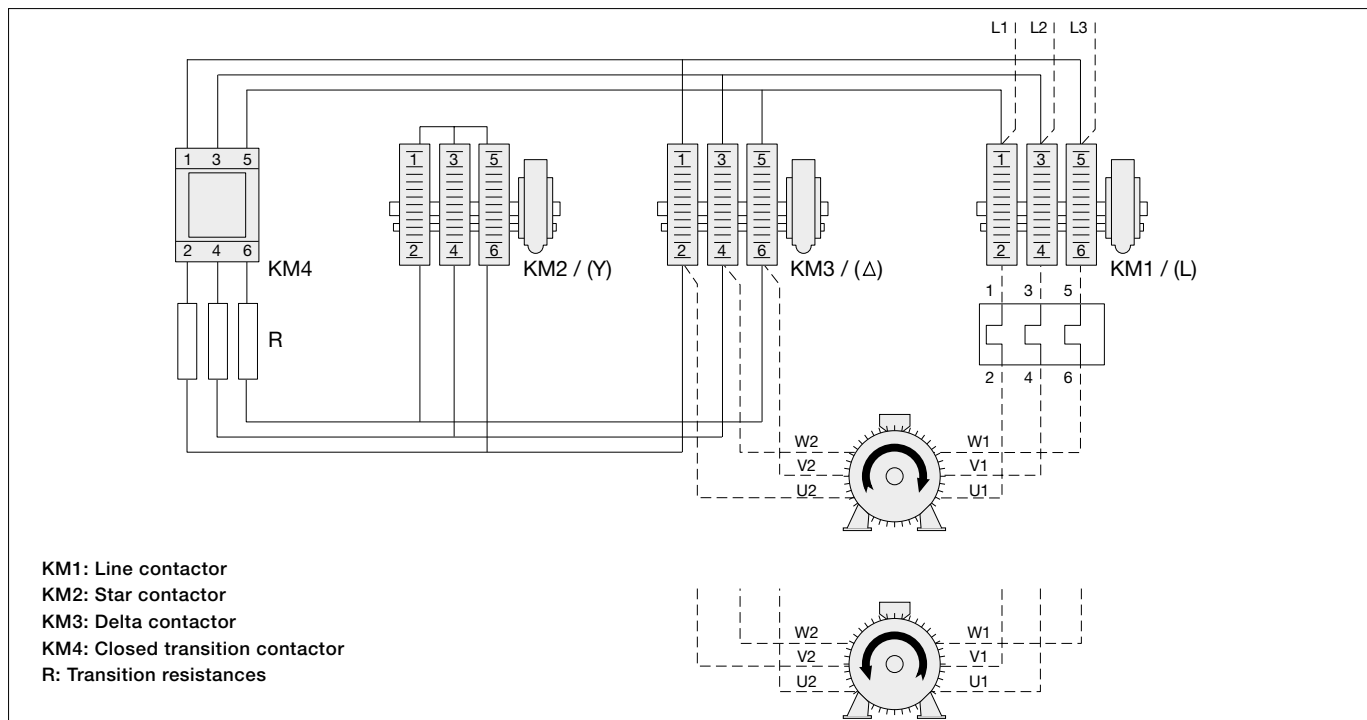 L1 L2 L3
1 3 5
1 3 5
1 3 5
1 3 5
2 4 6
2 4 6
2 4 6
2 4 6
KM4
KM2 / (Y)
KM3 / (Δ)
KM1 / (L)
1 3 5
R
2 4 6
W2
W1
V2
V1
U2
U1
KM1: Line contactor
KM2: Star contactor
KM3: Delta contactor
KM4: Closed transition contactor
R: Transition resistances
W2
W1
V2
V1
U2
U1